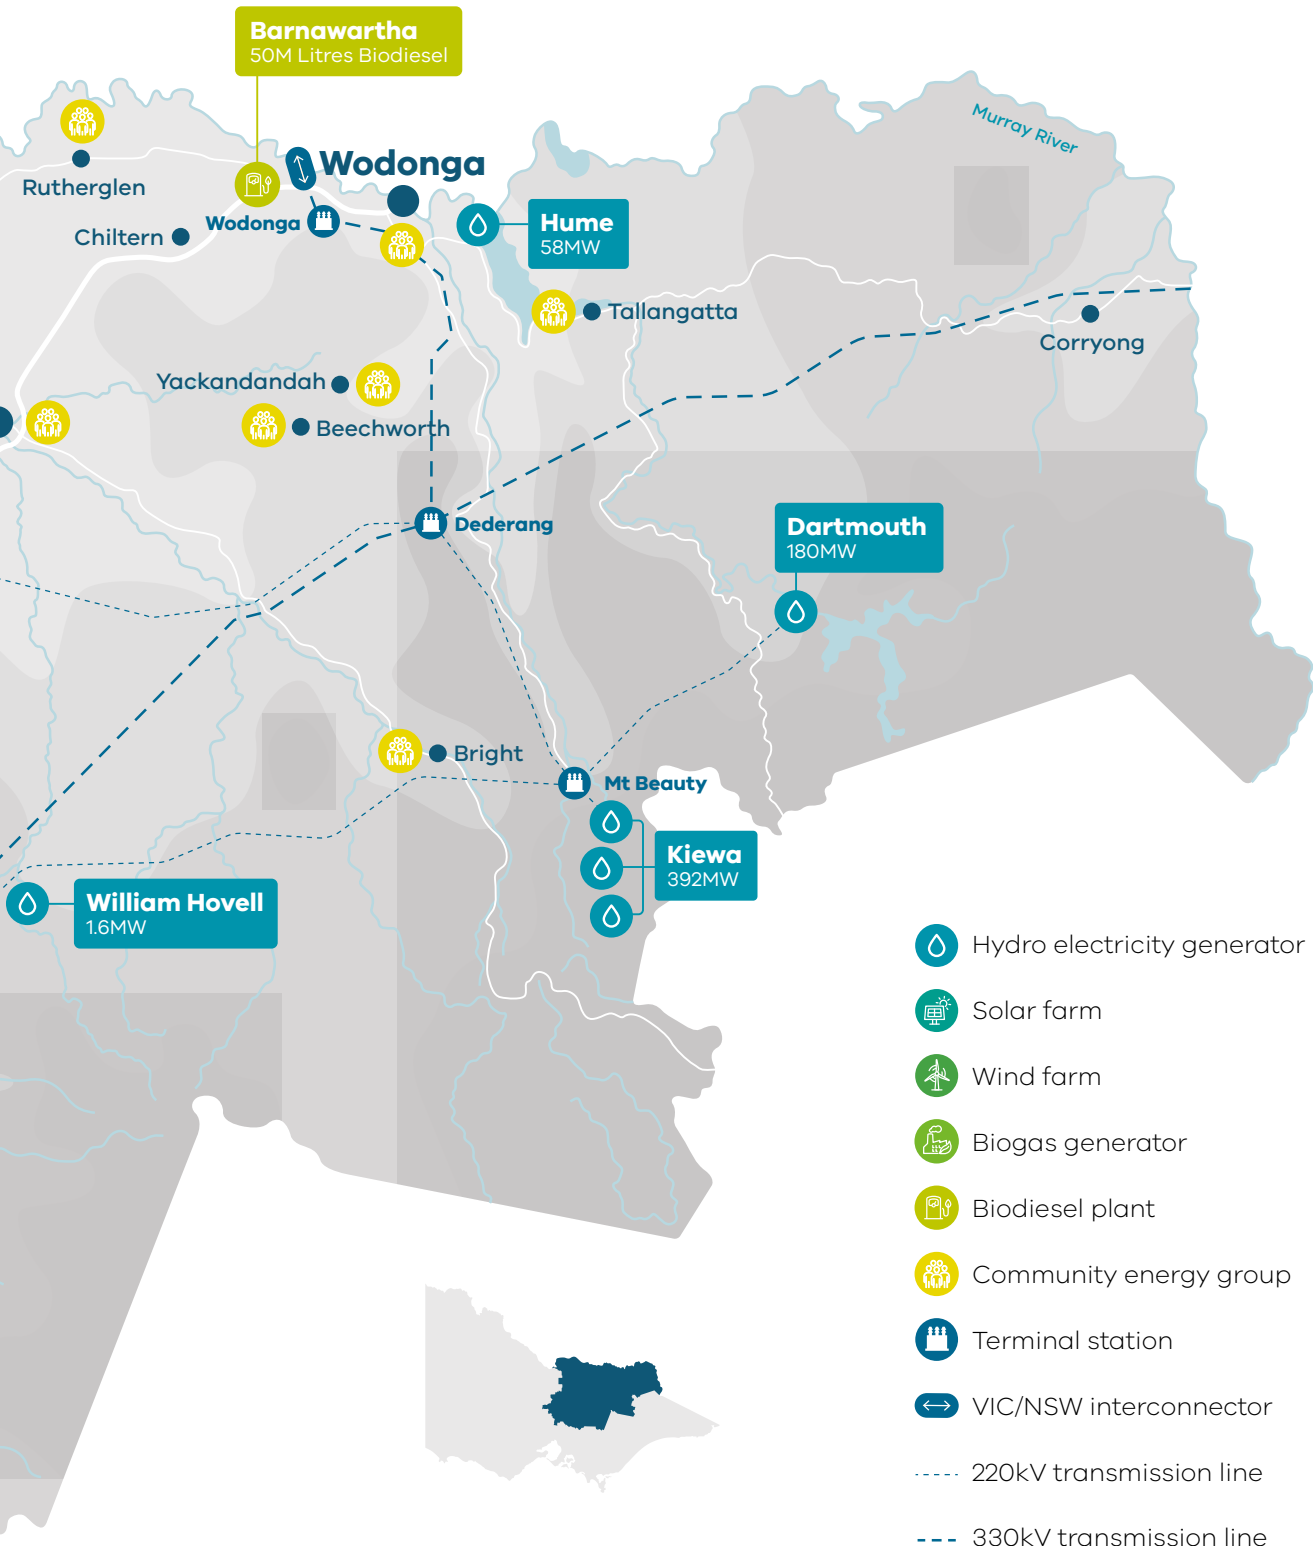 Barnawartha
50M Litres Biodiesel
Murray River
Rutherglen
Wodonga
Chiltern
Wodonga
Hume
58MW
Tallangatta
Corryong
Yackandandah
Beechworth
Dederang
Dartmouth
180MW
Bright
Mt Beauty
Kiewa
392MW
William Hovell
1.6MW
Hydro electricity generator
Solar farm
Wind farm
Biogas generator
Biodiesel plant
Community energy group
Terminal station
VIC/NSW interconnector
220kV transmission line
330kV transmission line